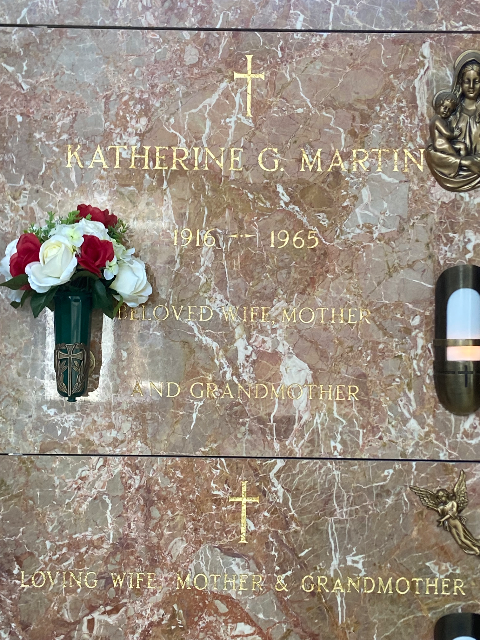 KATHERINE G. MARTIN
1916 — 1965
BELOVED WIFE, MOTHER
AND GRANDMOTHER
LOVING WIFE MOTHER & GRANDMOTHER